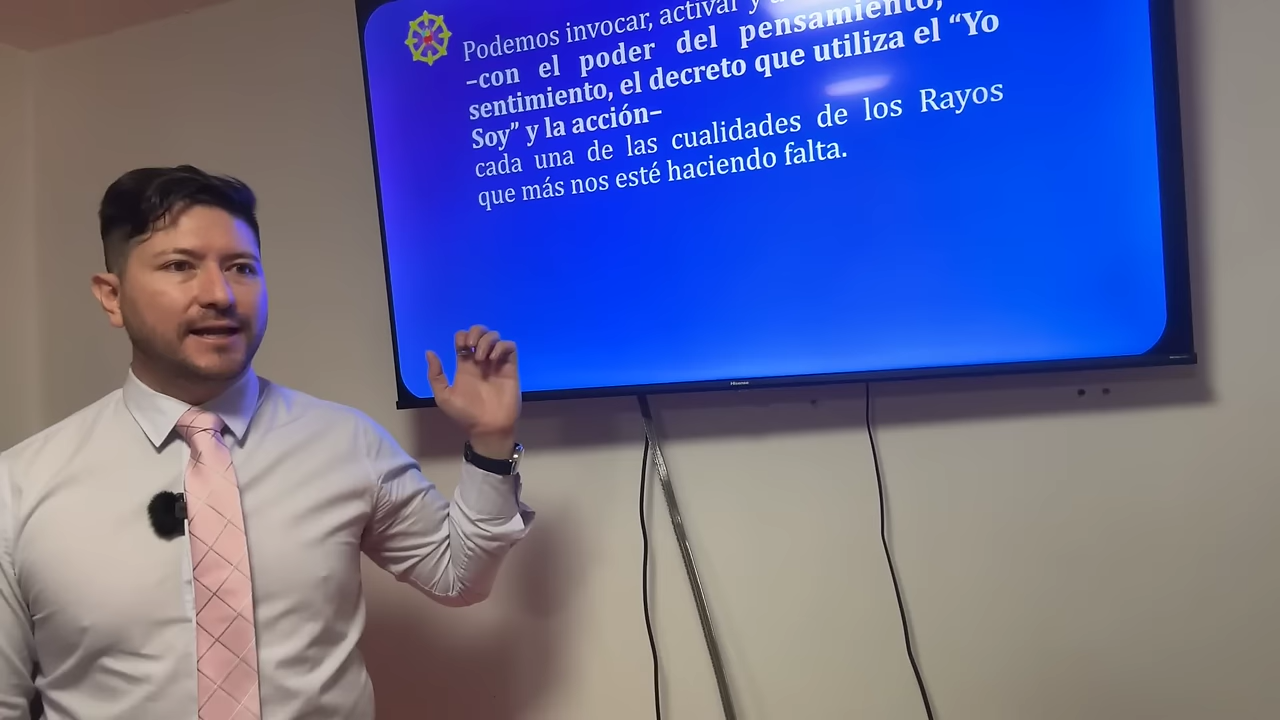 Podemos invocar, activar y
–con el poder del pensamiento,
sentimiento, el decreto que utiliza el “Yo
Soy” y la acción–
cada una de las cualidades de los Rayos
que más nos esté haciendo falta.
Hisense